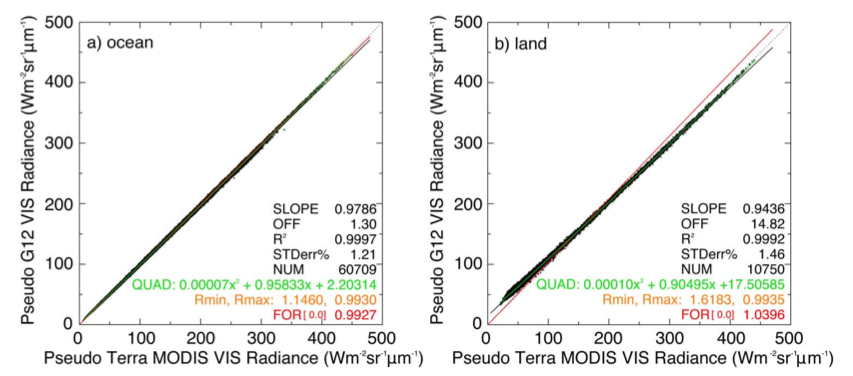 a) ocean
500
400
300
200
100
0
Pseudo G12 VIS Radiance (Wm⁻²sr⁻¹μm⁻¹)
SLOPE 0.9786
OFF 1.30
R² 0.9997
STDerr% 1.21
NUM 60709
QUAD: 0.00007x² + 0.95833x + 2.20314
Rmin, Rmax: 1.1460, 0.9930
FOR[0.0] 0.9927
0 100 200 300 400 500
Pseudo Terra MODIS VIS Radiance (Wm⁻²sr⁻¹μm⁻¹)
b) land
500
400
300
200
100
0
Pseudo G12 VIS Radiance (Wm⁻²sr⁻¹μm⁻¹)
SLOPE 0.9436
OFF 14.82
R² 0.9992
STDerr% 1.46
NUM 10750
QUAD: 0.00010x² + 0.90495x +17.50585
Rmin, Rmax: 1.6183, 0.9935
FOR[0.0] 1.0396
0 100 200 300 400 500
Pseudo Terra MODIS VIS Radiance (Wm⁻²sr⁻¹μm⁻¹)